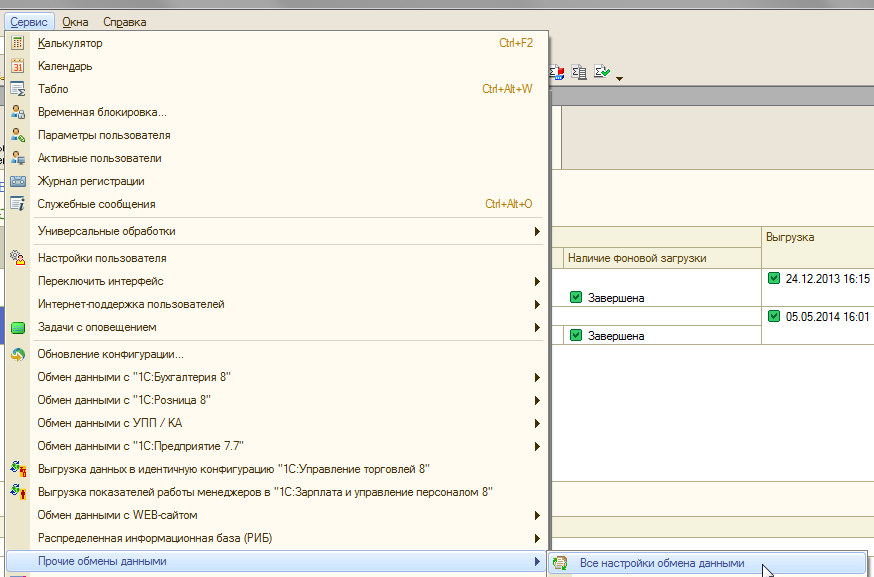 Сервис Окна Справка
Калькулятор Ctrl+F2
Календарь
Табло Ctrl+Alt+W
Временная блокировка...
Параметры пользователя
Активные пользователи
Журнал регистрации
Служебные сообщения Ctrl+Alt+O
Универсальные обработки
Выгрузка
Настройки пользователя
Наличие фоновой загрузки
Переключить интерфейс
24.12.2013 16:15
Интернет-поддержка пользователей
Завершена
Задачи с оповещением
05.05.2014 16:01
Завершена
Обновление конфигурации...
Обмен данными с "1С:Бухгалтерия 8"
Обмен данными с "1С:Розница 8"
Обмен данными с УПП / КА
Обмен данными с "1С:Предприятие 7.7"
Выгрузка данных в идентичную конфигурацию "1С:Управление торговлей 8"
Выгрузка показателей работы менеджеров в "1С:Зарплата и управление персоналом 8"
Обмен данными с WEB-сайтом
Распределенная информационная база (РИБ)
Прочие обмены данными
Все настройки обмена данными